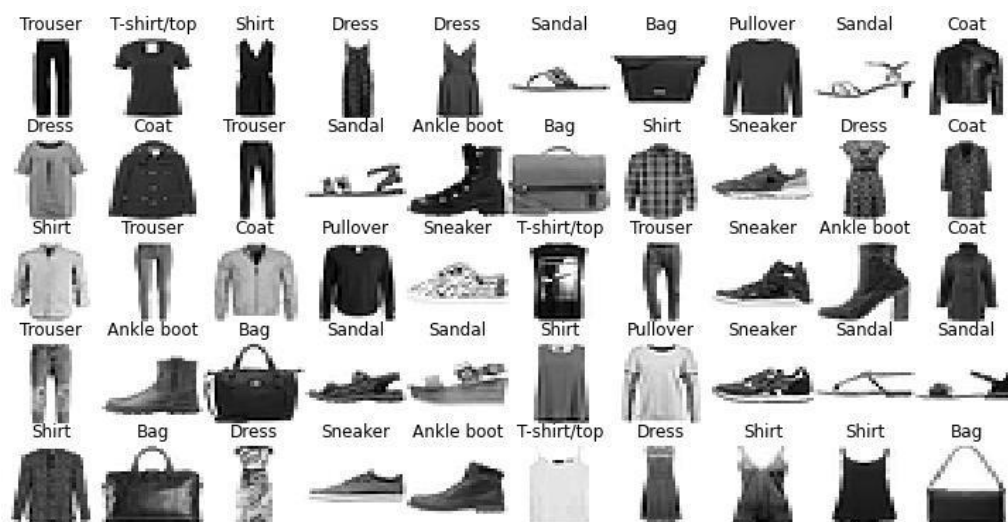 Trouser T-shirt/top Shirt Dress Dress Sandal Bag Pullover Sandal Coat
Dress Coat Trouser Sandal Ankle boot Bag Shirt Sneaker Dress Coat
Shirt Trouser Coat Pullover Sneaker T-shirt/top Trouser Sneaker Ankle boot Coat
Trouser Ankle boot Bag Sandal Sandal Shirt Pullover Sneaker Sandal Sandal
Shirt Bag Dress Sneaker Ankle boot T-shirt/top Dress Shirt Shirt Bag